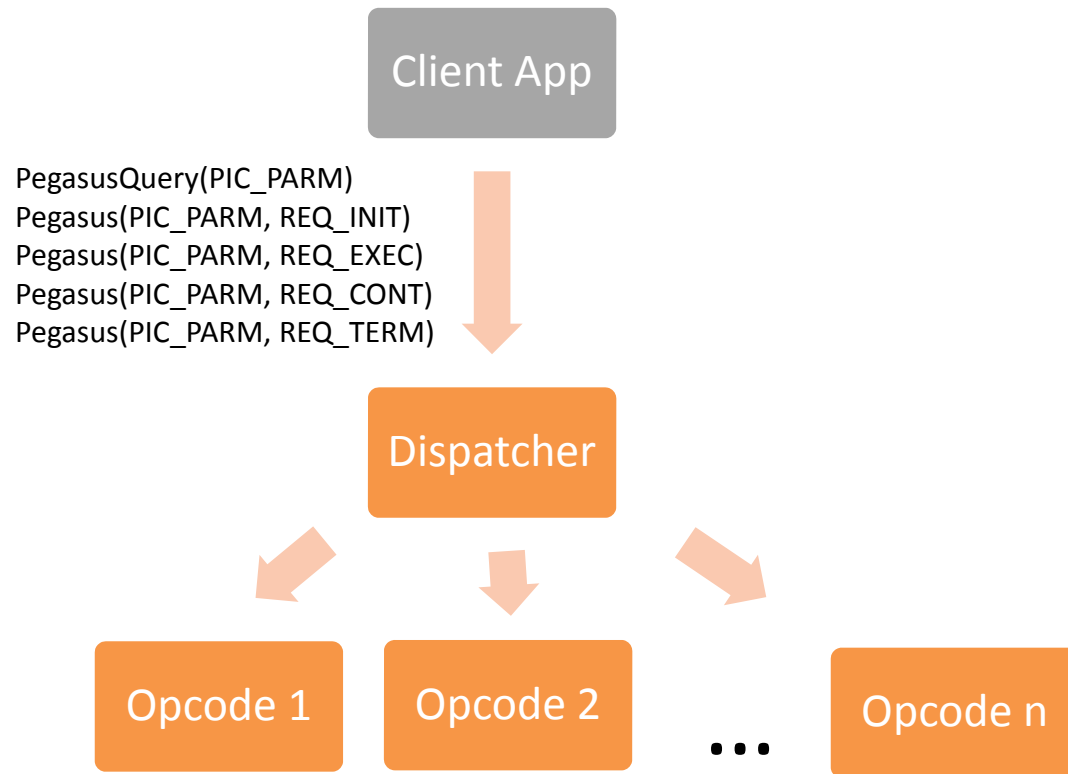 Client App
PegasusQuery(PIC_PARM)
Pegasus(PIC_PARM, REQ_INIT)
Pegasus(PIC_PARM, REQ_EXEC)
Pegasus(PIC_PARM, REQ_CONT)
Pegasus(PIC_PARM, REQ_TERM)
Dispatcher
Opcode 1
Opcode 2
...
Opcode n